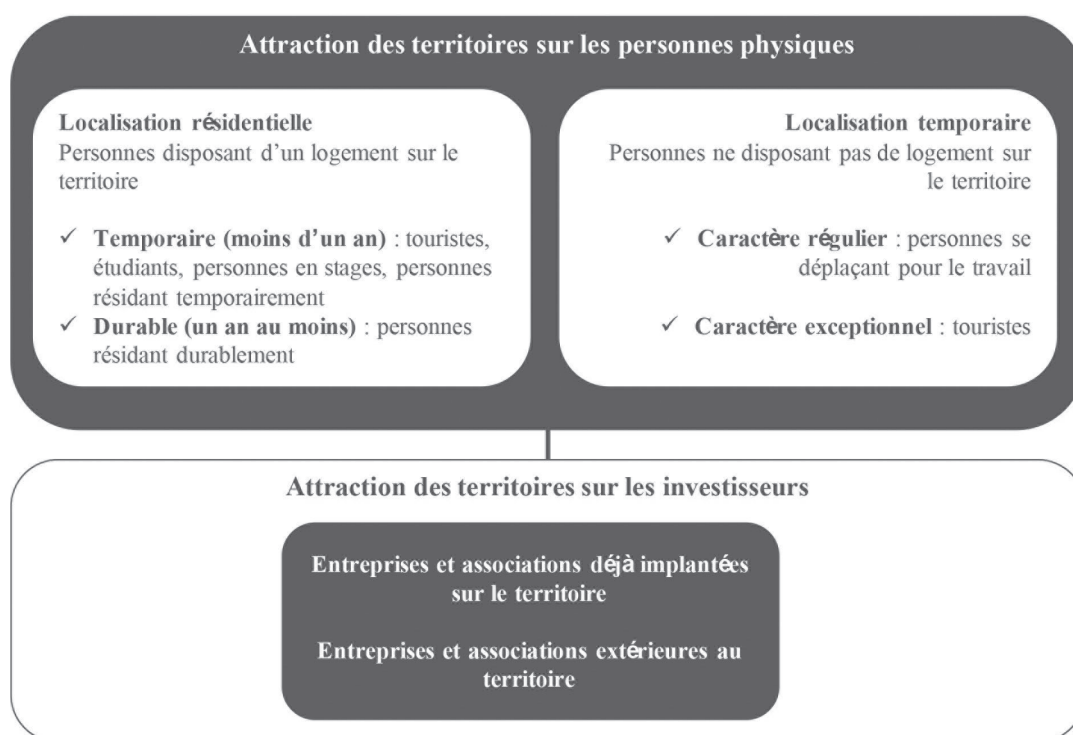 Attraction des territoires sur les personnes physiques
Localisation résidentielle
Personnes disposant d’un logement sur le
territoire
✓ Temporaire (moins d’un an) : touristes,
étudiants, personnes en stages, personnes
résidant temporairement
✓ Durable (un an au moins) : personnes
résidant durablement
Localisation temporaire
Personnes ne disposant pas de logement sur
le territoire
✓ Caractère régulier : personnes se
déplaçant pour le travail
✓ Caractère exceptionnel : touristes
Attraction des territoires sur les investisseurs
Entreprises et associations déjà implantées
sur le territoire
Entreprises et associations extérieures au
territoire